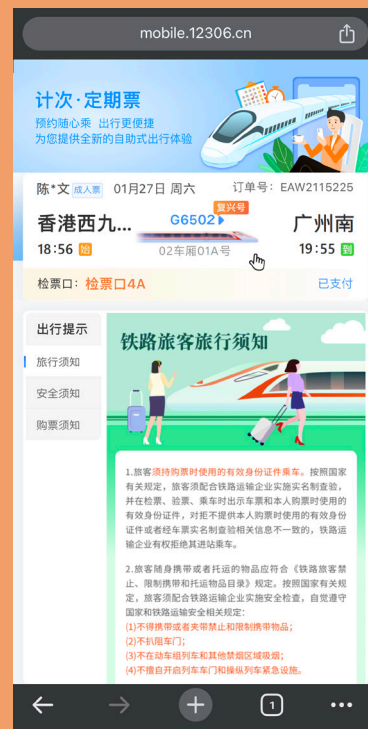 mobile.12306.cn
计次·定期票
预约随心乘 出行更便捷
为您提供全新的自助式出行体验
陈*文 成人票 01月27日 周六 订单号：EAW2115225
复兴号
香港西九... G6502 广州南
18:56 始 02车厢01A号 19:55 到
检票口：检票口4A 已支付
出行提示
旅行须知
安全须知
购票须知
铁路旅客旅行须知
1.旅客须持购票时使用的有效身份证件乘车。按照国家
有关规定，旅客须配合铁路运输企业实施实名制查验，
并在检票、验票、乘车时出示车票和本人购票时使用的
有效身份证件，对拒不提供本人购票时使用的有效身份
证件或者经车票实名制查验相关信息不一致的，铁路运
输企业有权拒绝其进站乘车。
2.旅客随身携带或者托运的物品应符合《铁路旅客禁
止、限制携带和托运物品目录》规定。按照国家有关规
定，旅客须配合铁路运输企业实施安全检查，自觉遵守
国家和铁路运输安全相关规定：
(1)不得携带或者夹带禁止和限制携带物品；
(2)不扒阻车门；
(3)不在动车组列车和其他禁烟区域吸烟；
(4)不擅自开启列车车门和操纵列车紧急设施。
1